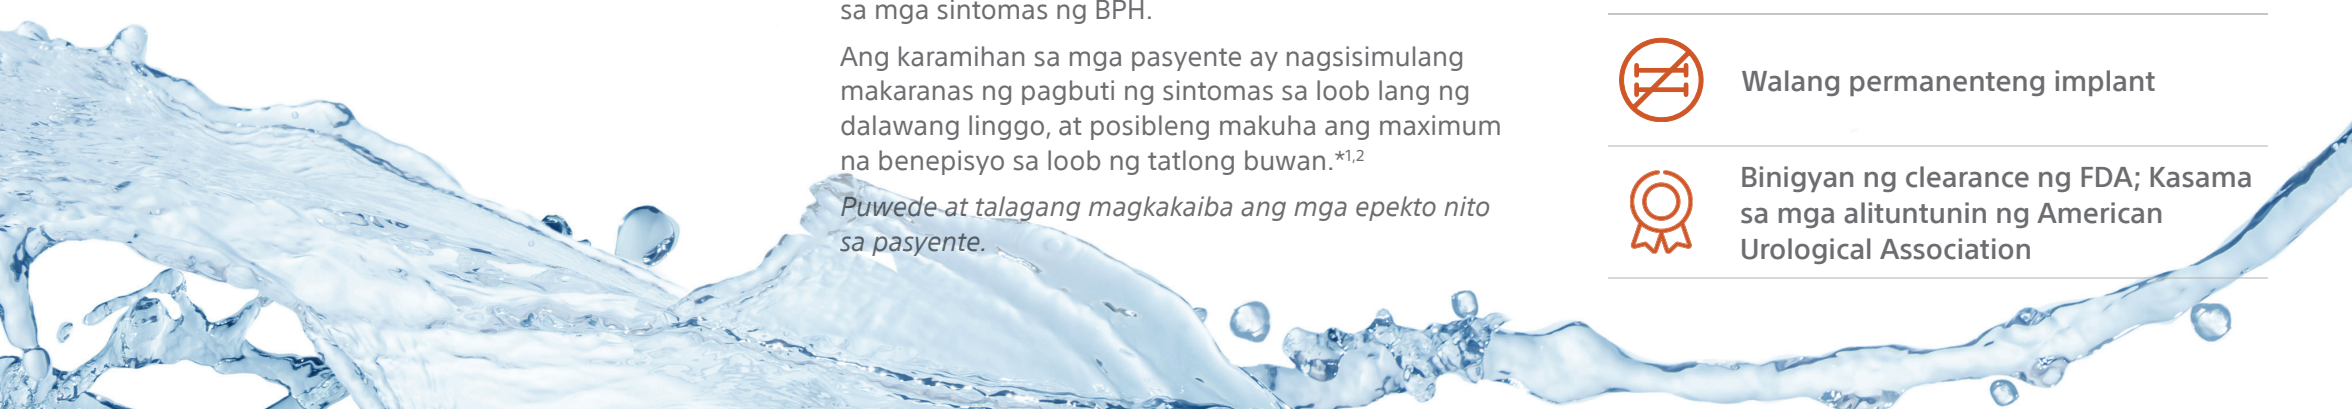 sa mga sintomas ng BPH.
Ang karamihan sa mga pasyente ay nagsisimulang
makaranas ng pagbuti ng sintomas sa loob lang ng
dalawang linggo, at posibleng makuha ang maximum
na benepisyo sa loob ng tatlong buwan.*1,2
Puwede at talagang magkakaiba ang mga epekto nito
sa pasyente.
Walang permanenteng implant
Binigyan ng clearance ng FDA; Kasama
sa mga alituntunin ng American
Urological Association